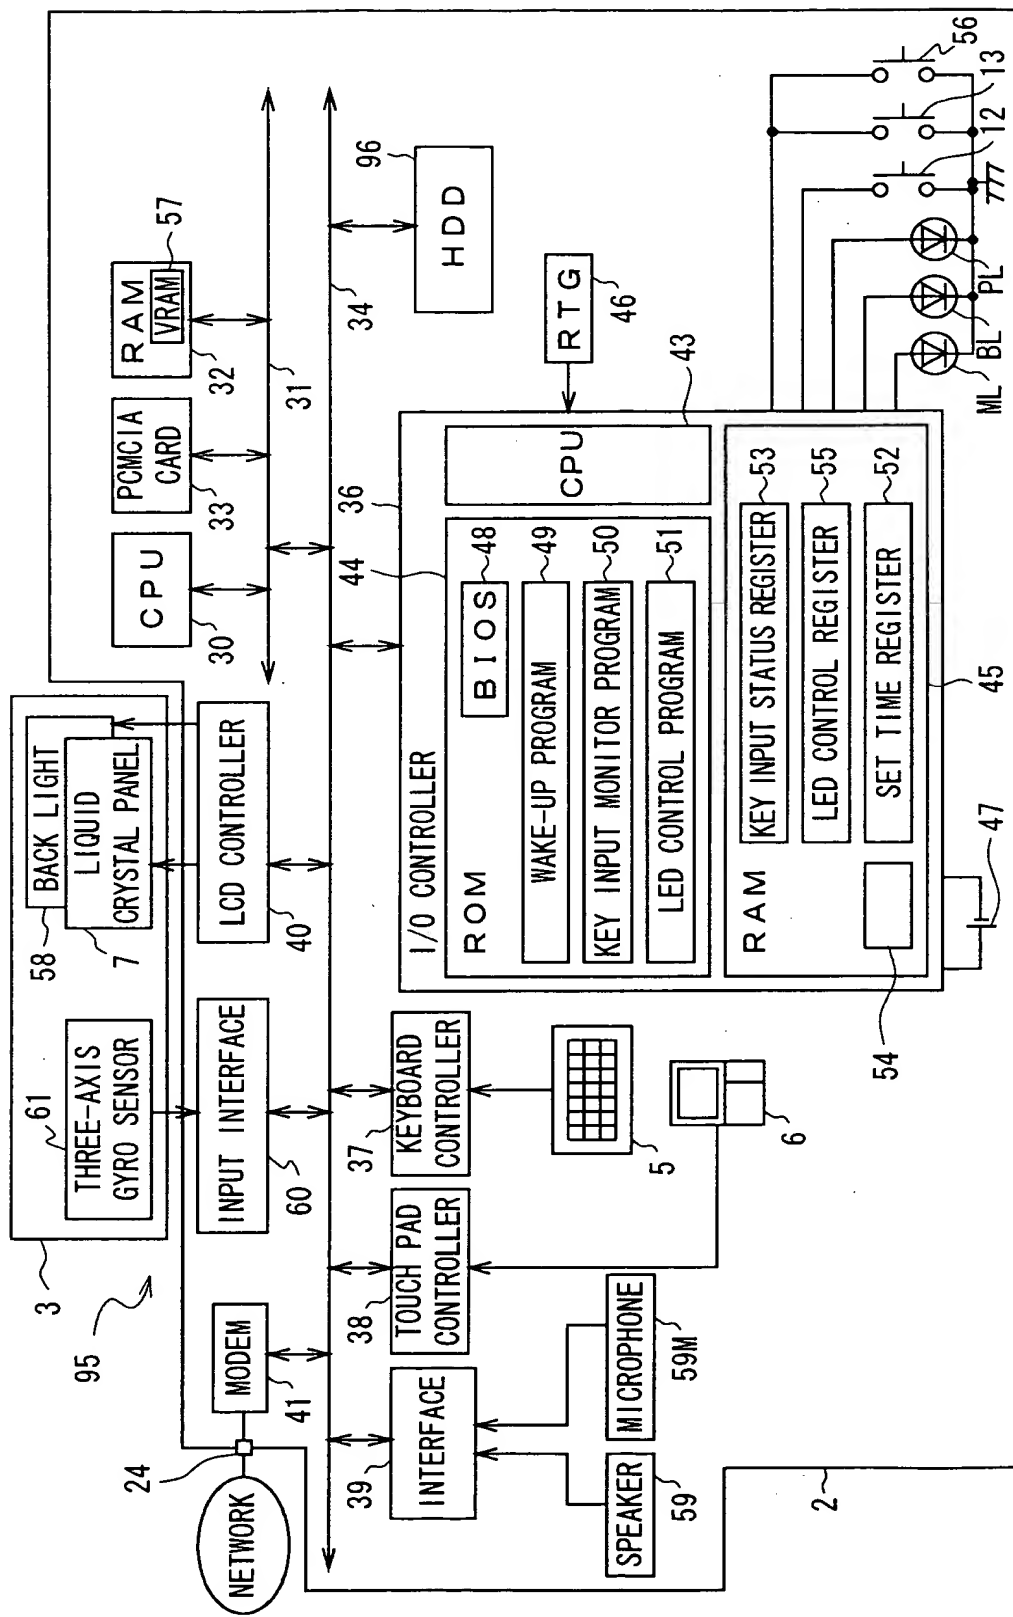 95
3
61
THREE-AXIS
GYRO SENSOR
58
BACK LIGHT
7
LIQUID
CRYSTAL PANEL
NETWORK
24
MODEM
41
INPUT INTERFACE
60
LCD CONTROLLER
40
CPU
30
PCMCIA
CARD
33
RAM
VRAM
57
32
31
34
HDD
96
39
INTERFACE
38
TOUCH PAD
CONTROLLER
37
KEYBOARD
CONTROLLER
SPEAKER
59
MICROPHONE
59M
5
6
2
36
I/O CONTROLLER
44
ROM
BIOS
48
WAKE-UP PROGRAM
49
KEY INPUT MONITOR PROGRAM
50
LED CONTROL PROGRAM
51
CPU
43
RTG
46
RAM
54
KEY INPUT STATUS REGISTER
53
LED CONTROL REGISTER
55
SET TIME REGISTER
52
45
47
ML
BL
PL
12
13
56